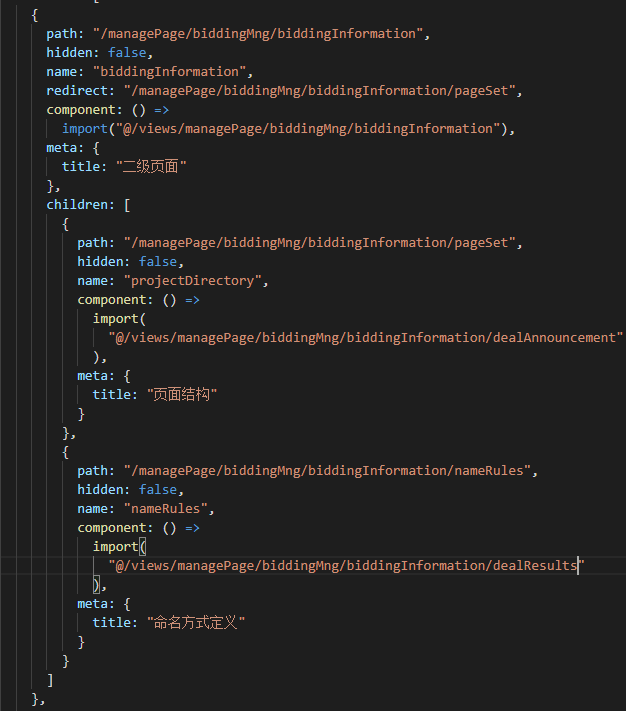 {
path: "/managePage/biddingMng/biddingInformation",
hidden: false,
name: "biddingInformation",
redirect: "/managePage/biddingMng/biddingInformation/pageSet",
component: () =>
import("@/views/managePage/biddingMng/biddingInformation"),
meta: {
title: "二级页面"
},
children: [
{
path: "/managePage/biddingMng/biddingInformation/pageSet",
hidden: false,
name: "projectDirectory",
component: () =>
import(
"@/views/managePage/biddingMng/biddingInformation/dealAnnouncement"
),
meta: {
title: "页面结构"
}
},
{
path: "/managePage/biddingMng/biddingInformation/nameRules",
hidden: false,
name: "nameRules",
component: () =>
import(
"@/views/managePage/biddingMng/biddingInformation/dealResults"
),
meta: {
title: "命名方式定义"
}
}
]
},